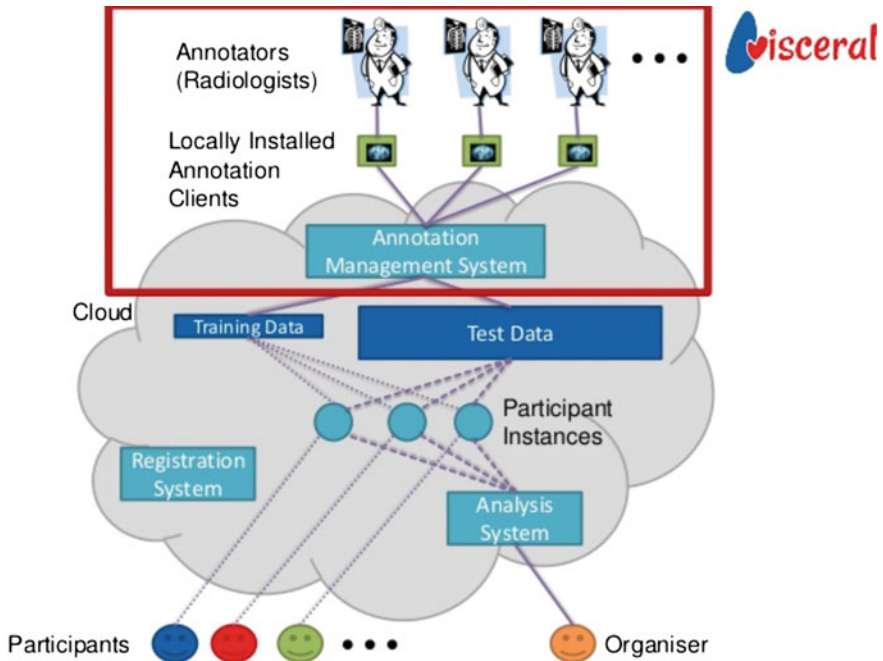 Annotators
(Radiologists)
visceral
Locally Installed
Annotation
Clients
Annotation
Management System
Cloud
Training Data
Test Data
Participant
Instances
Registration
System
Analysis
System
Participants
Organiser